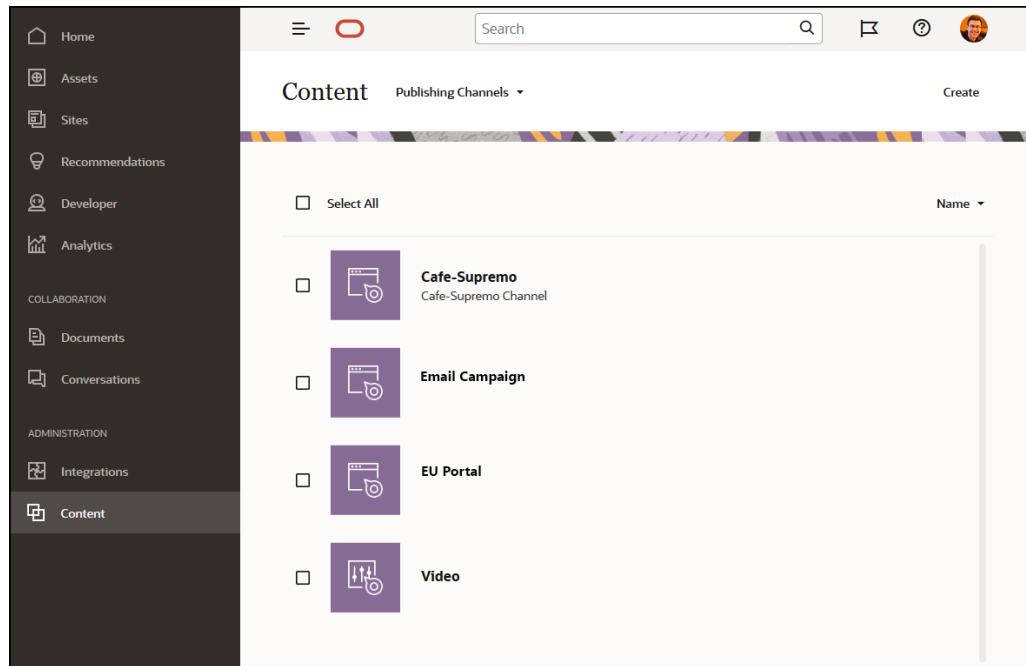 Home
Assets
Sites
Recommendations
Developer
Analytics
COLLABORATION
Documents
Conversations
ADMINISTRATION
Integrations
Content
Search
Content Publishing Channels Create
Select All Name
Cafe-Supremo
Cafe-Supremo Channel
Email Campaign
EU Portal
Video